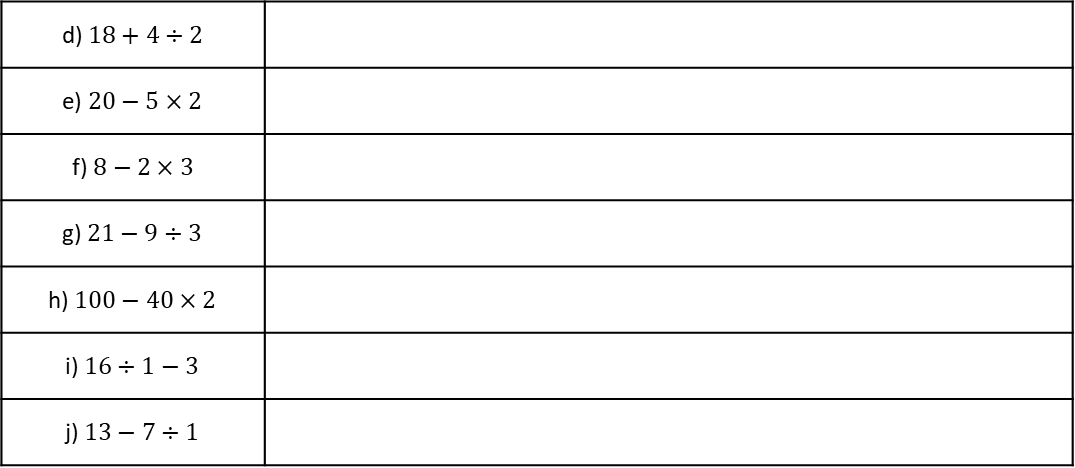 d) 18 + 4 ÷ 2
e) 20 − 5 × 2
f) 8 − 2 × 3
g) 21 − 9 ÷ 3
h) 100 − 40 × 2
i) 16 ÷ 1 − 3
j) 13 − 7 ÷ 1